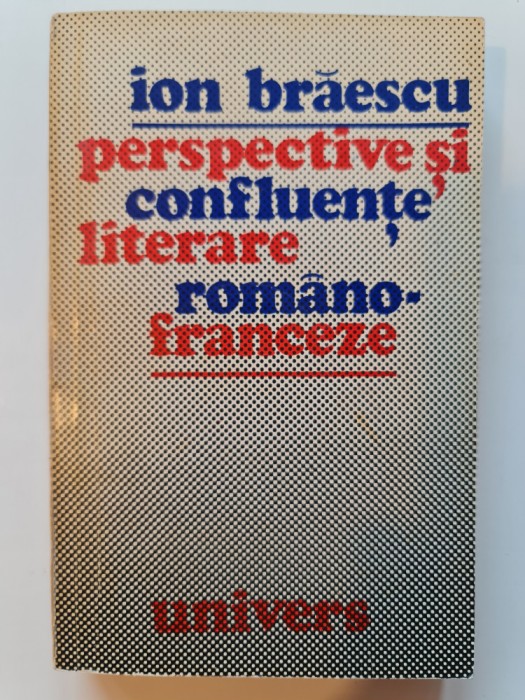 ion brăescu
perspective și
confluențe
literare
româno-
franceze
univers